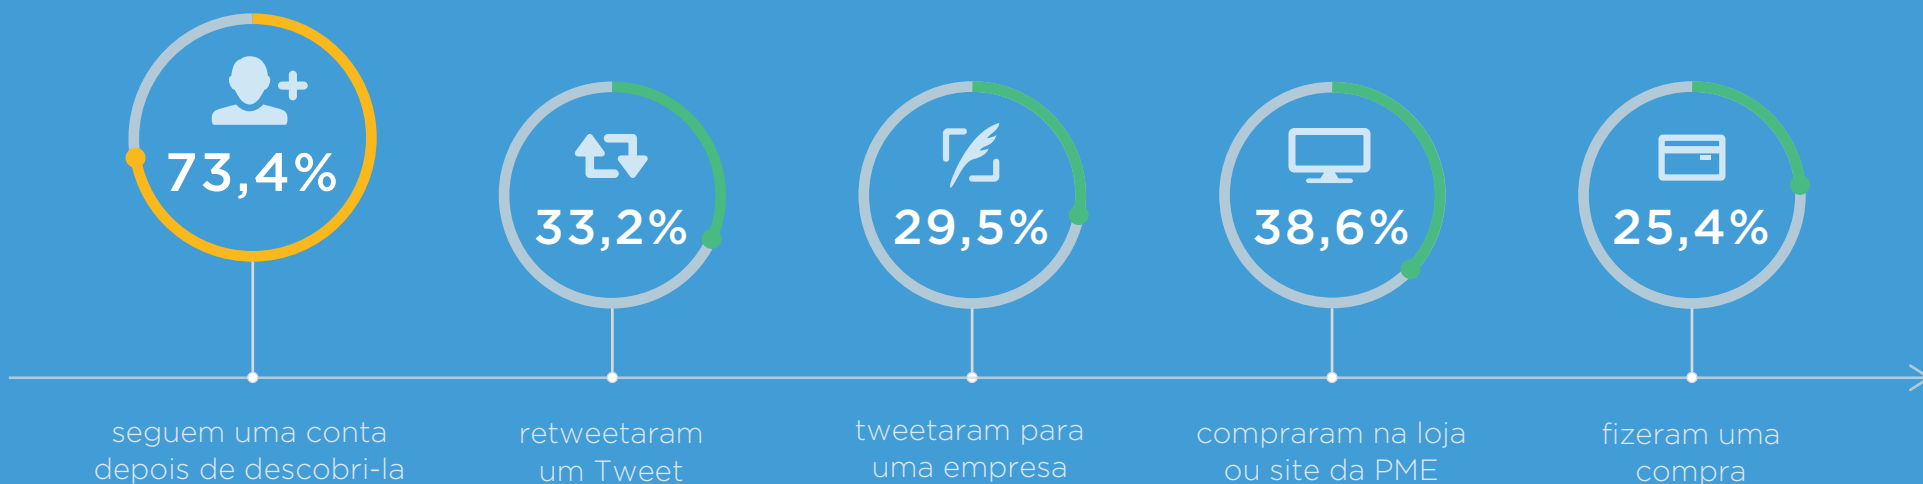 73,4%
33,2%
29,5%
38,6%
25,4%
seguem uma conta
depois de descobri-la
retweetaram
um Tweet
tweetaram para
uma empresa
compraram na loja
ou site da PME
fizeram uma
compra